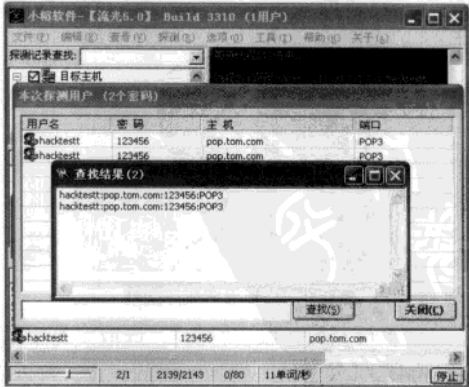 小榕软件-【流光5.0】 Build 3310 (1用户)
文件(F) 编辑(E) 查看(V) 探测(R) 选项(O) 工具(T) 帮助(H) 关于(A)
探测记录查找:
目标主机
本次探测用户 (2个密码)
用户名 密码 主机 端口
hacktestt 123456 pop.tom.com POP3
hacktestt 123456 pop.tom.com POP3
查找结果(2)
hacktestt:pop.tom.com:123456:POP3
hacktestt:pop.tom.com:123456:POP3
查找(S) 关闭(C)
hacktestt 123456 pop.tom.com
2/1 2139/2143 0/80 11单词/秒 停止